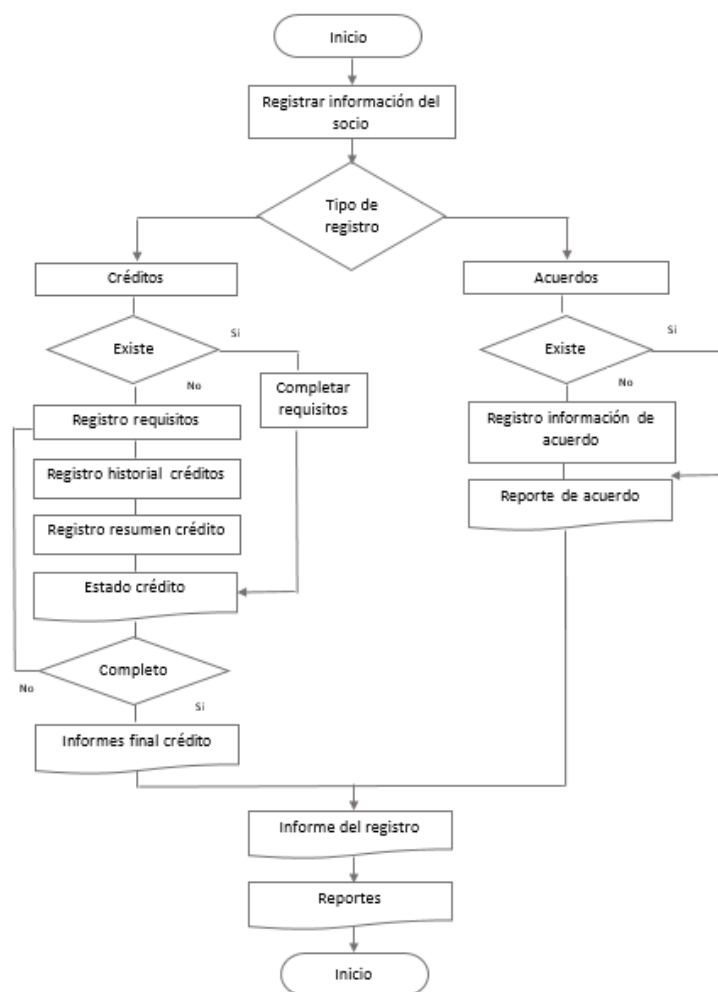 Inicio
Registrar información del
socio
Tipo de
registro
Créditos
Acuerdos
Existe
Si
No
Completar
requisitos
Existe
Si
No
Registro requisitos
Registro información de
acuerdo
Registro historial créditos
Reporte de acuerdo
Registro resumen crédito
Estado crédito
Completo
No
Si
Informes final crédito
Informe del registro
Reportes
Inicio